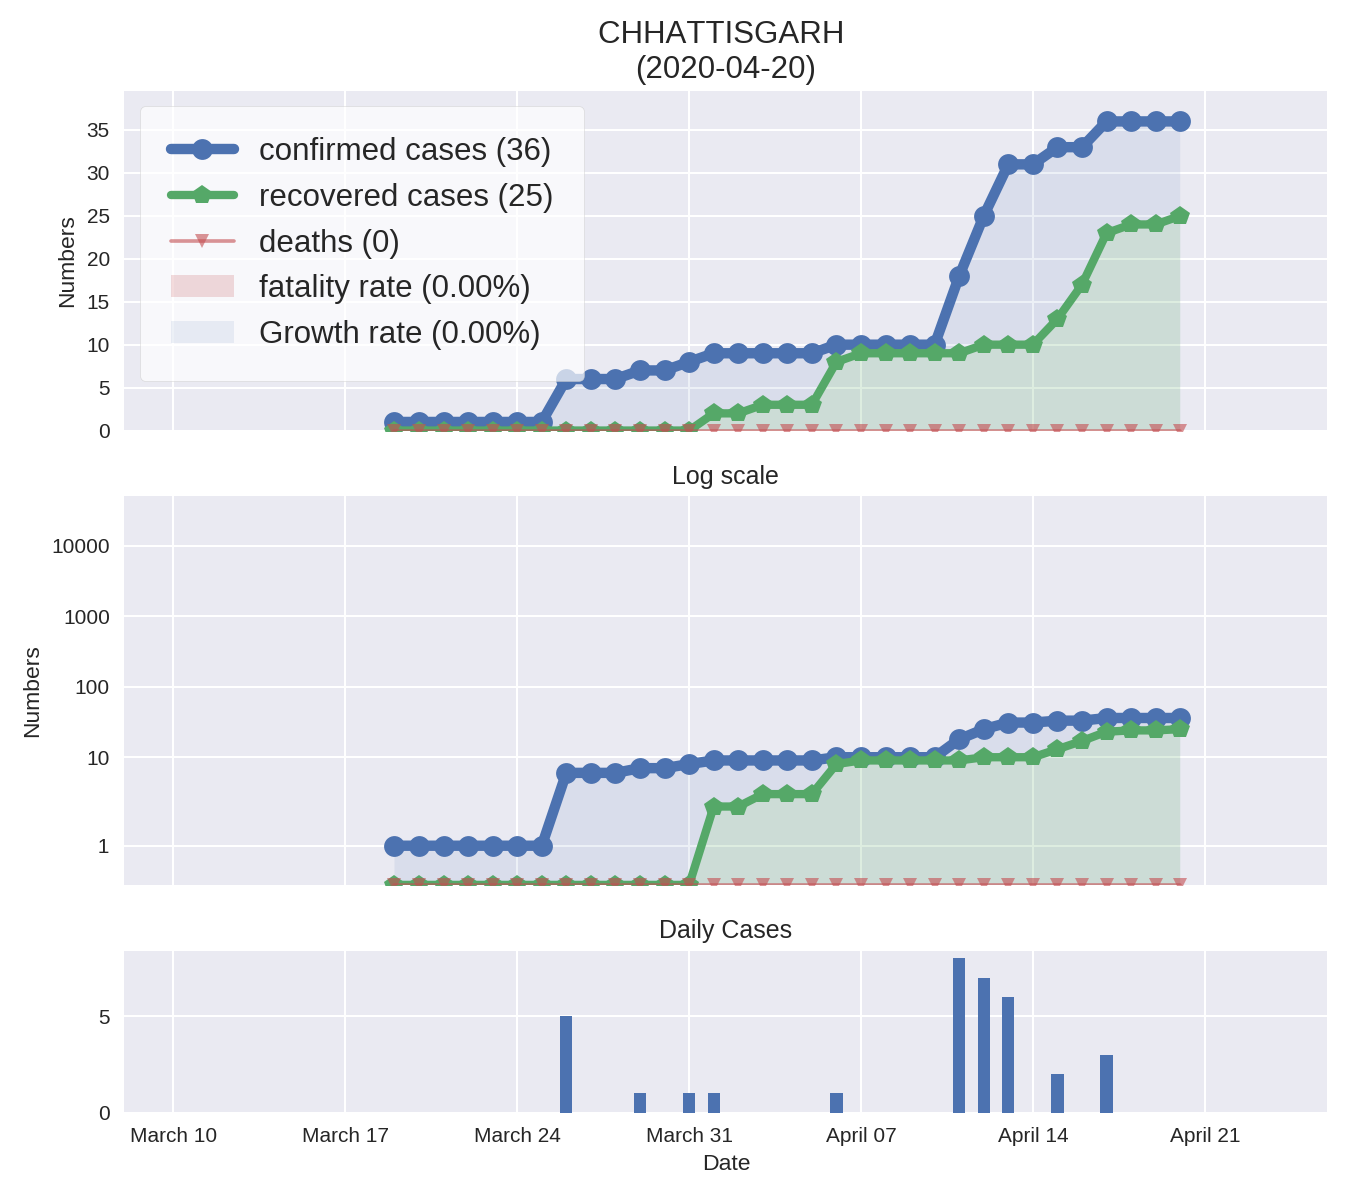 CHHATTISGARH
(2020-04-20)
confirmed cases (36)
recovered cases (25)
deaths (0)
fatality rate (0.00%)
Growth rate (0.00%)
Numbers
35
30
25
20
15
10
5
0
Log scale
Numbers
10000
1000
100
10
1
Daily Cases
5
0
March 10 March 17 March 24 March 31 April 07 April 14 April 21
Date